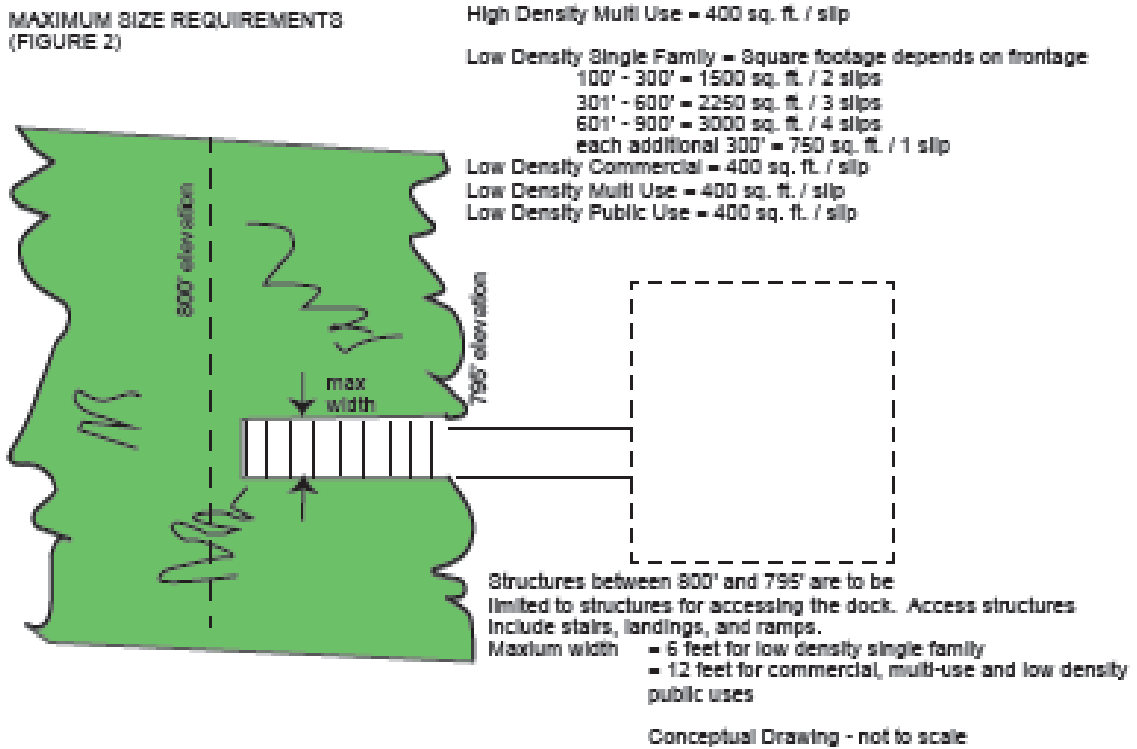 MAXIMUM SIZE REQUIREMENTS
(FIGURE 2)
High Density Multi Use = 400 sq. ft. / slip
Low Density Single Family = Square footage depends on frontage
100' - 300' = 1500 sq. ft. / 2 slips
301' - 600' = 2250 sq. ft. / 3 slips
601' - 900' = 3000 sq. ft. / 4 slips
each additional 300' = 750 sq. ft. / 1 slip
Low Density Commercial = 400 sq. ft. / slip
Low Density Multi Use = 400 sq. ft. / slip
Low Density Public Use = 400 sq. ft. / slip
800' elevation
795' elevation
max
width
Structures between 800' and 795' are to be
limited to structures for accessing the dock. Access structures
include stairs, landings, and ramps.
Maxium width = 6 feet for low density single family
= 12 feet for commercial, multi-use and low density
public uses
Conceptual Drawing - not to scale